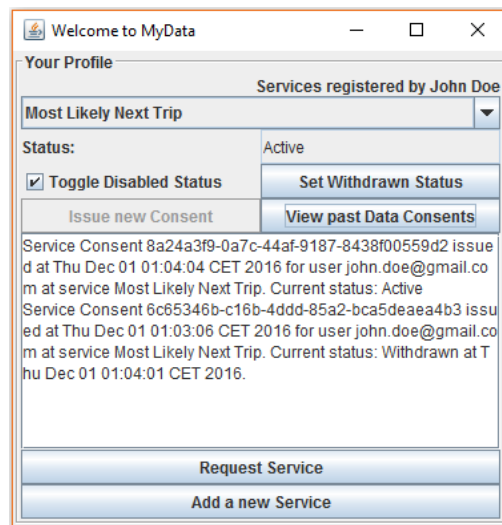 Welcome to MyData
Your Profile
Services registered by John Doe
Most Likely Next Trip
Status: Active
Toggle Disabled Status Set Withdrawn Status
Issue new Consent View past Data Consents
Service Consent 8a24a3f9-0a7c-44af-9187-8438f00559d2 issue
d at Thu Dec 01 01:04:04 CET 2016 for user john.doe@gmail.co
m at service Most Likely Next Trip. Current status: Active
Service Consent 6c65346b-c16b-4ddd-85a2-bca5deaea4b3 issu
ed at Thu Dec 01 01:03:06 CET 2016 for user john.doe@gmail.co
m at service Most Likely Next Trip. Current status: Withdrawn at T
hu Dec 01 01:04:01 CET 2016.
Request Service
Add a new Service